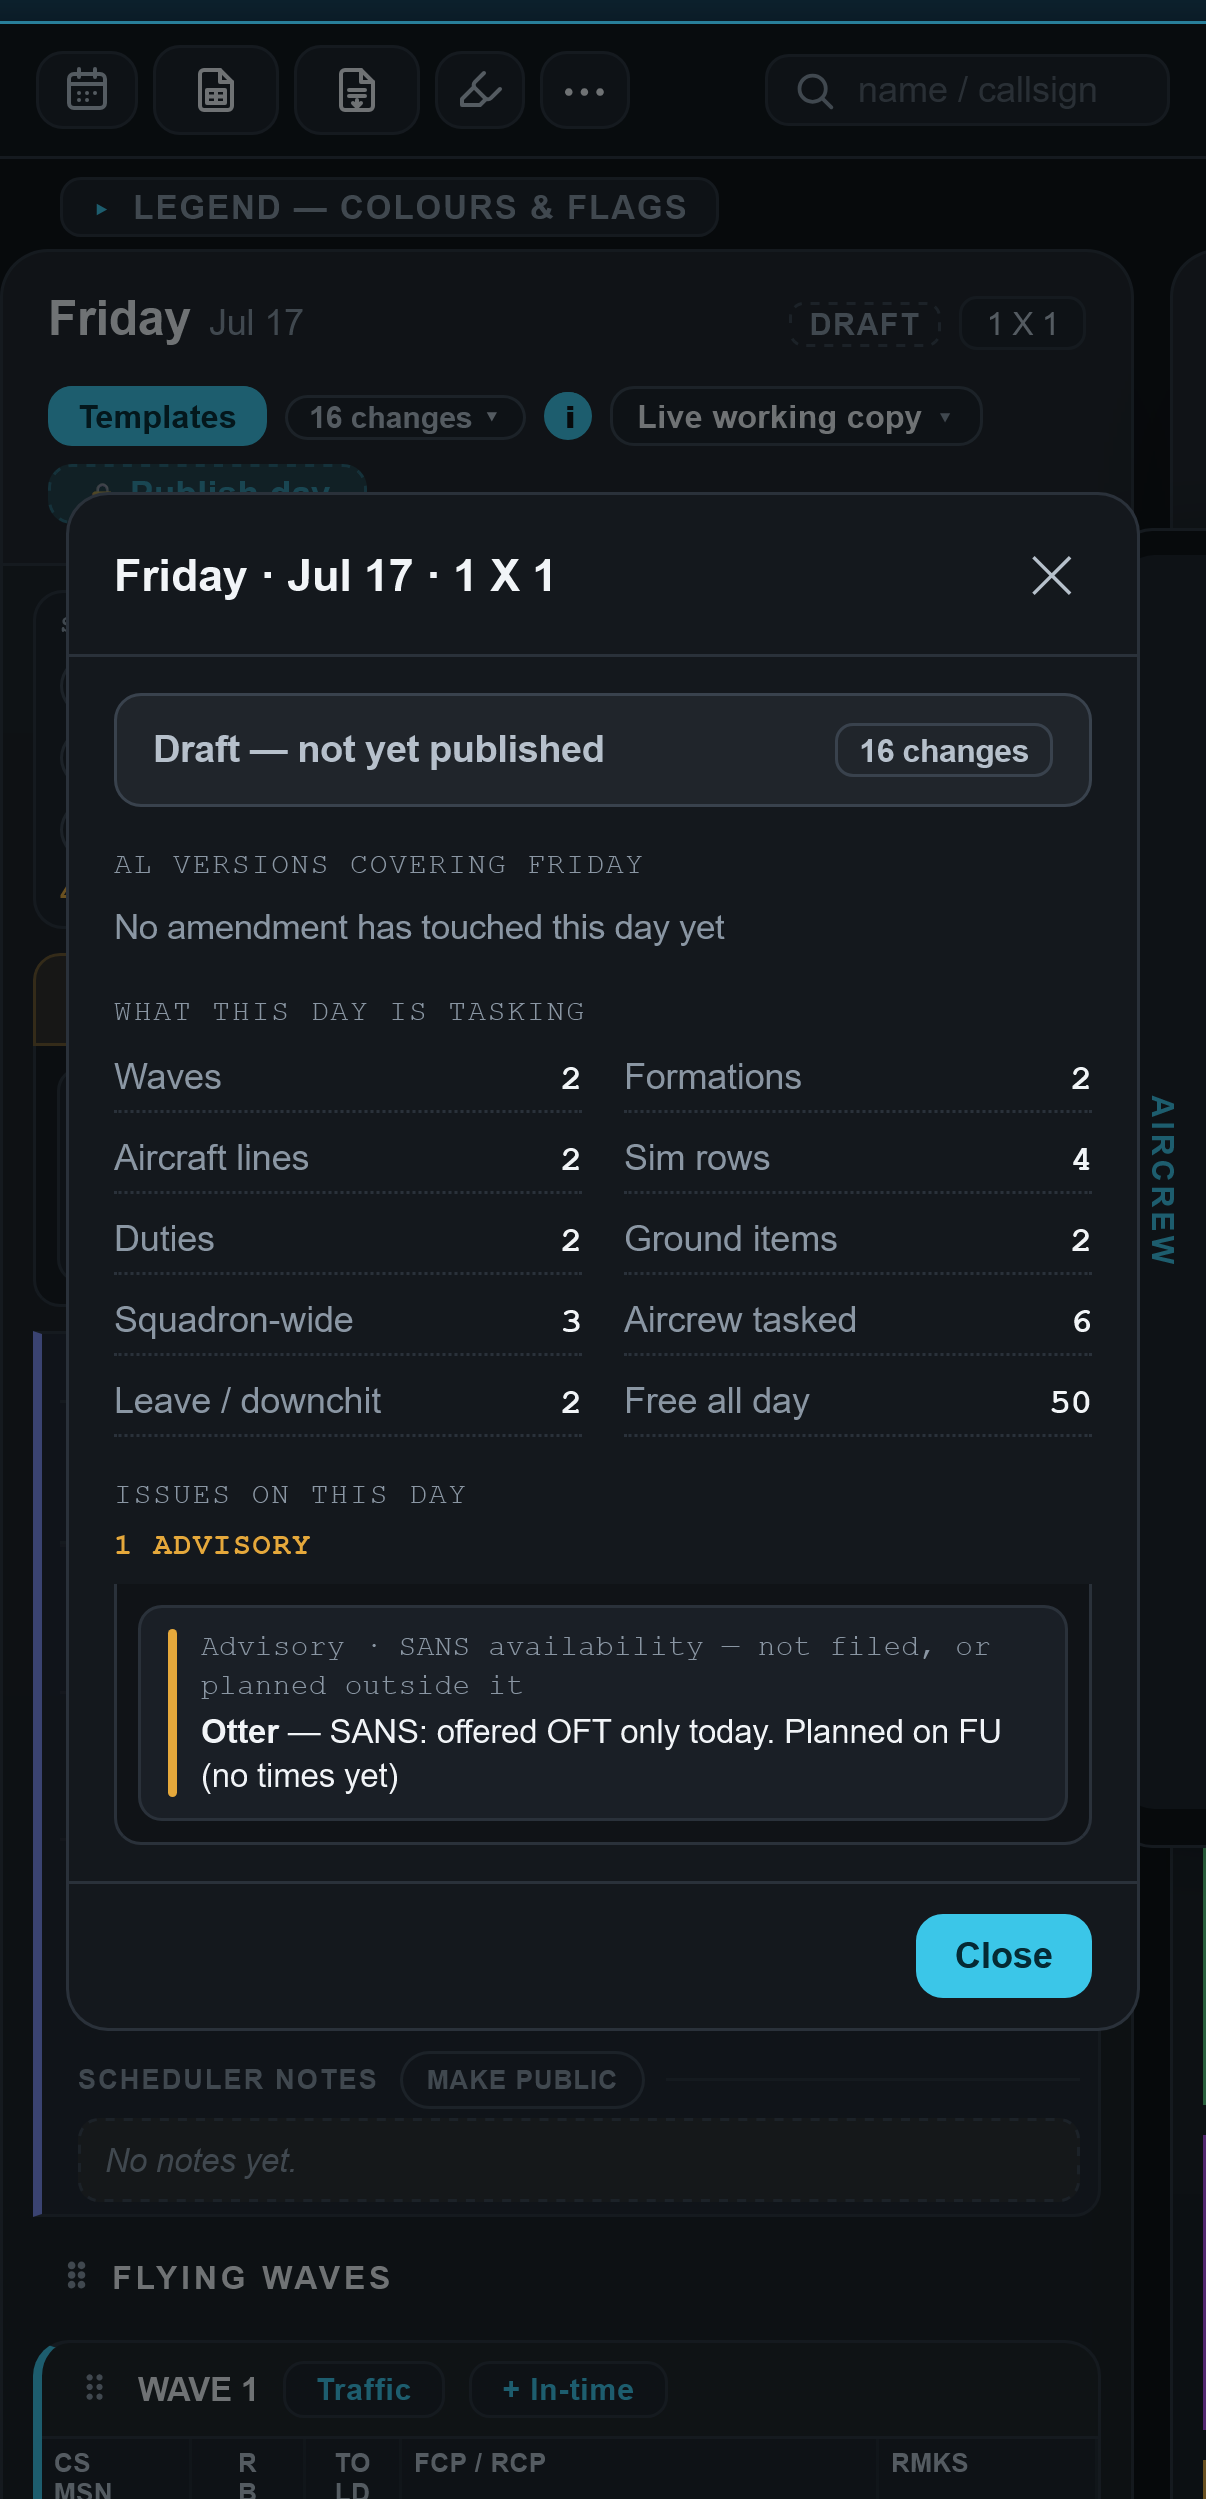 name / callsign
▸ LEGEND — COLOURS & FLAGS
Friday Jul 17
DRAFT
1 X 1
Templates
16 changes ▾
i
Live working copy ▾
Publish day
Friday · Jul 17 · 1 X 1
Draft — not yet published
16 changes
AL VERSIONS COVERING FRIDAY
No amendment has touched this day yet
WHAT THIS DAY IS TASKING
Waves 2
Formations 2
Aircraft lines 2
Sim rows 4
Duties 2
Ground items 2
Squadron-wide 3
Aircrew tasked 6
Leave / downchit 2
Free all day 50
ISSUES ON THIS DAY
1 ADVISORY
Advisory · SANS availability — not filed, or
planned outside it
Otter — SANS: offered OFT only today. Planned on FU
(no times yet)
Close
AIRCREW
SCHEDULER NOTES
MAKE PUBLIC
No notes yet.
FLYING WAVES
WAVE 1
Traffic
+ In-time
CS R TO FCP / RCP RMKS
MSN B LD